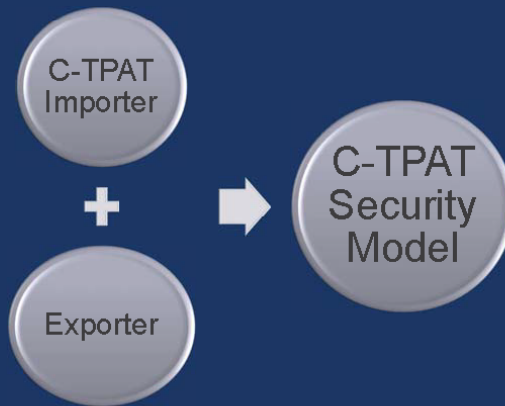 C-TPAT
Importer
+
Exporter
C-TPAT
Security
Model